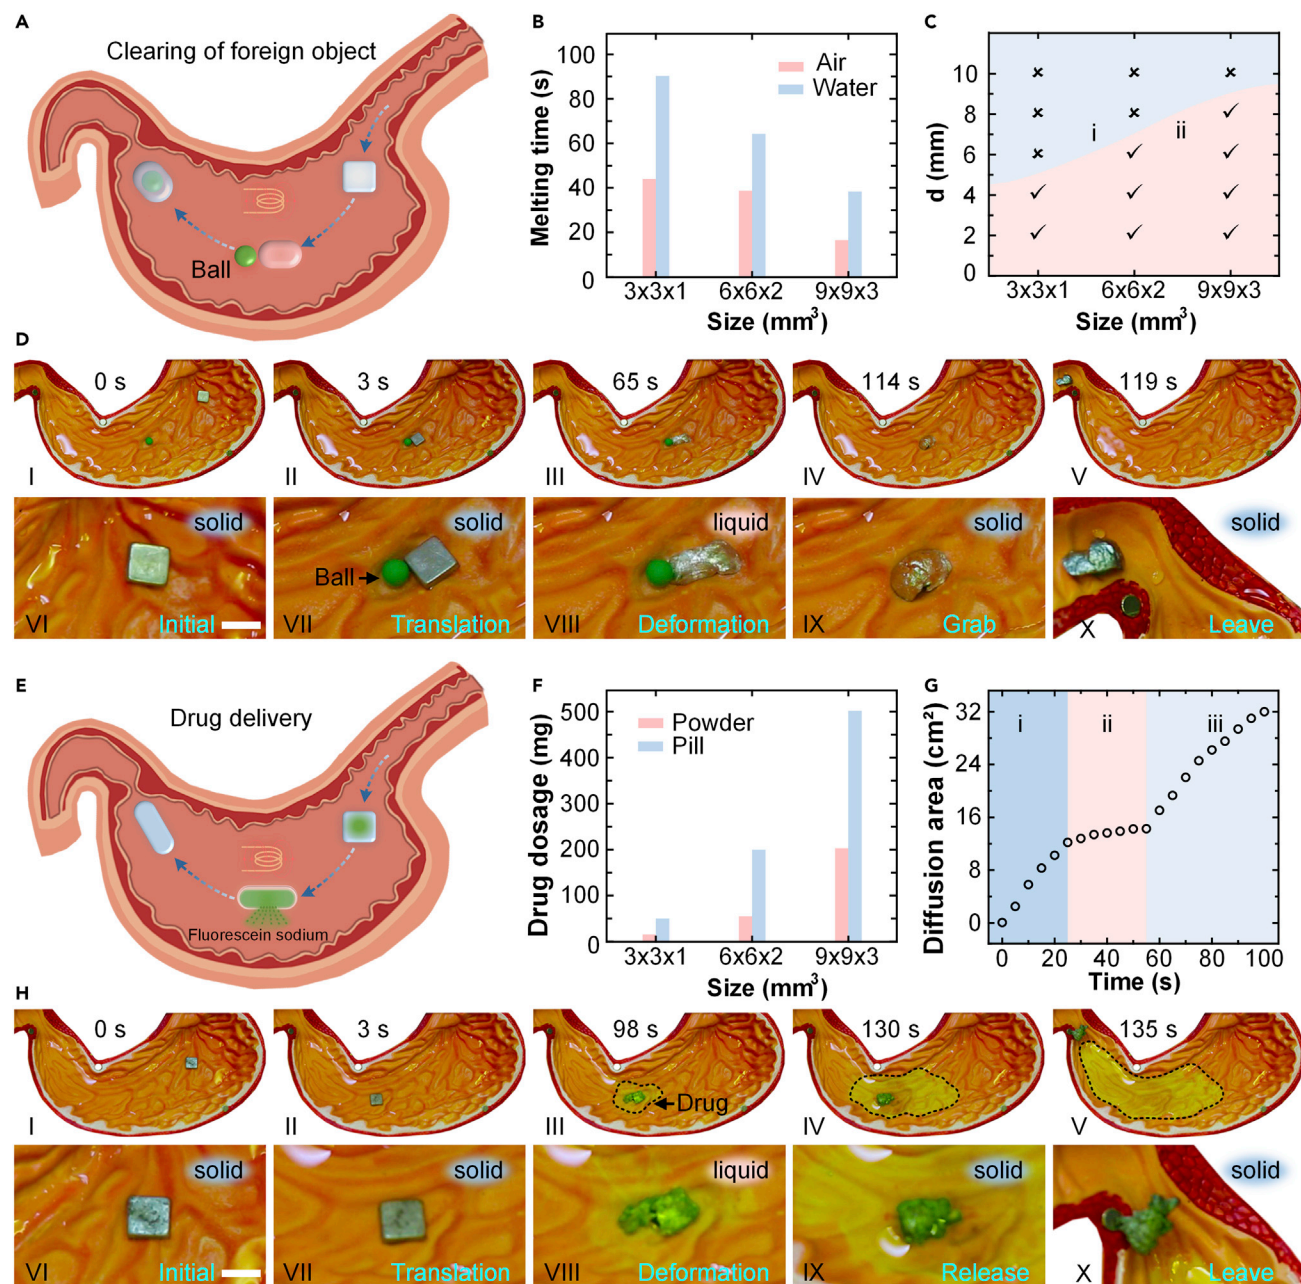 A
Clearing of foreign object
Ball
B
Melting time (s)
100
80
60
40
20
0
Air
Water
3x3x1 6x6x2 9x9x3
Size (mm³)
C
d (mm)
10
8
6
4
2
0
i
ii
3x3x1 6x6x2 9x9x3
Size (mm³)
D
0 s
I
3 s
II
65 s
III
114 s
IV
119 s
V
solid
VI
Initial
solid
Ball
VII
Translation
liquid
VIII
Deformation
solid
IX
Grab
solid
X
Leave
E
Drug delivery
Fluorescein sodium
F
Drug dosage (mg)
500
400
300
200
100
0
Powder
Pill
3x3x1 6x6x2 9x9x3
Size (mm³)
G
Diffusion area (cm²)
32
24
16
8
0
i
ii
iii
0 20 40 60 80 100
Time (s)
H
0 s
I
3 s
II
98 s
Drug
III
130 s
IV
135 s
V
solid
VI
Initial
solid
VII
Translation
liquid
VIII
Deformation
solid
IX
Release
solid
X
Leave